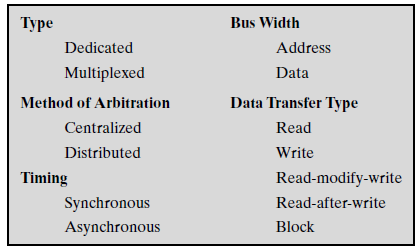 Type
Dedicated
Multiplexed
Method of Arbitration
Centralized
Distributed
Timing
Synchronous
Asynchronous
Bus Width
Address
Data
Data Transfer Type
Read
Write
Read-modify-write
Read-after-write
Block